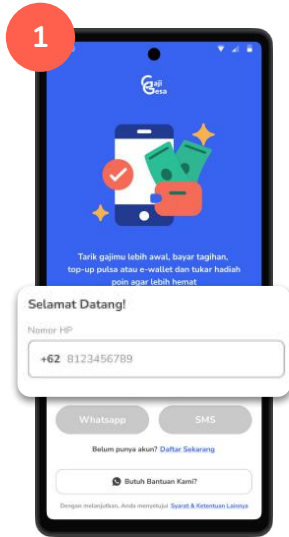 1
Gaji
Gesa
Tarik gajimu lebih awal, bayar tagihan,
top-up pulsa atau e-wallet dan tukar hadiah
poin agar lebih hemat
Selamat Datang!
Nomor HP
+62 8123456789
Whatsapp
SMS
Belum punya akun? Daftar Sekarang
Butuh Bantuan Kami?
Dengan melanjutkan, Anda menyetujui Syarat & Ketentuan Lainnya